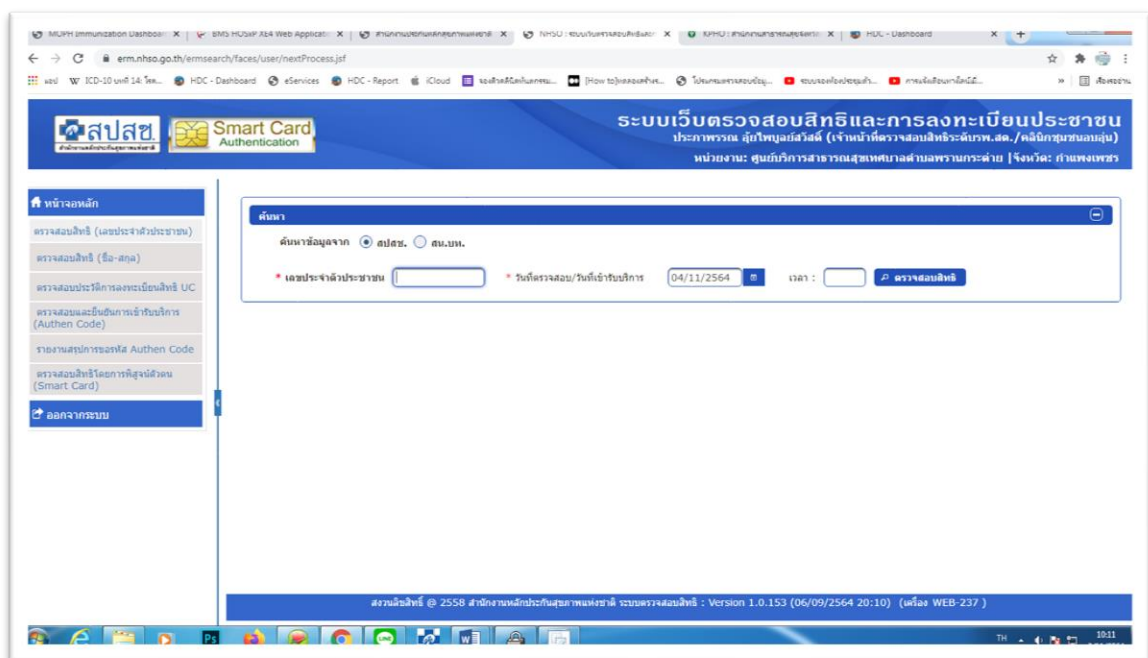 MOPH Immunization Dashboar
BMS HOSxP XE4 Web Applicati
HDC - Dashboard
erm.nhso.go.th/ermsearch/faces/user/nextProcess.jsf
แอป
ICD-10 บทที่ 14: โรค...
HDC - Dashboard
eServices
HDC - Report
iCloud
สปสช.
สำนักงานหลักประกันสุขภาพแห่งชาติ
Smart Card
Authentication
ระบบเว็บตรวจสอบสิทธิและการลงทะเบียนประชาชน
ประภาพรรณ อุ้ยไพบูลย์สวัสดิ์ (เจ้าหน้าที่ตรวจสอบสิทธิระดับรพ.สต./คลินิกชุมชนอบอุ่น)
หน่วยงาน: ศูนย์บริการสาธารณสุขเทศบาลตำบลพรานกระต่าย |จังหวัด: กำแพงเพชร
หน้าจอหลัก
ตรวจสอบสิทธิ (เลขประจำตัวประชาชน)
ตรวจสอบสิทธิ (ชื่อ-สกุล)
ตรวจสอบประวัติการลงทะเบียนสิทธิ UC
ตรวจสอบและยืนยันการเข้ารับบริการ
(Authen Code)
รายงานสรุปการขอรหัส Authen Code
ตรวจสอบสิทธิโดยการพิสูจน์ตัวตน
(Smart Card)
ออกจากระบบ
ค้นหา
ค้นหาข้อมูลจาก สปสช. สน.บท.
* เลขประจำตัวประชาชน * วันที่ตรวจสอบ/วันที่เข้ารับบริการ 04/11/2564 เวลา : ตรวจสอบสิทธิ
สงวนลิขสิทธิ์ @ 2558 สำนักงานหลักประกันสุขภาพแห่งชาติ ระบบตรวจสอบสิทธิ : Version 1.0.153 (06/09/2564 20:10) (เครื่อง WEB-237 )
TH
10:11